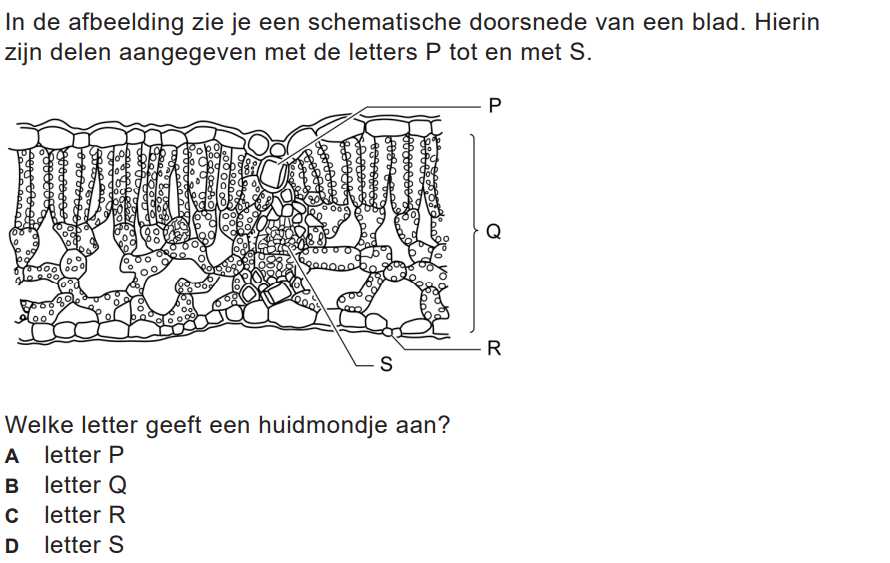 In de afbeelding zie je een schematische doorsnede van een blad. Hierin
zijn delen aangegeven met de letters P tot en met S.
P
Q
R
S
Welke letter geeft een huidmondje aan?
A letter P
B letter Q
C letter R
D letter S